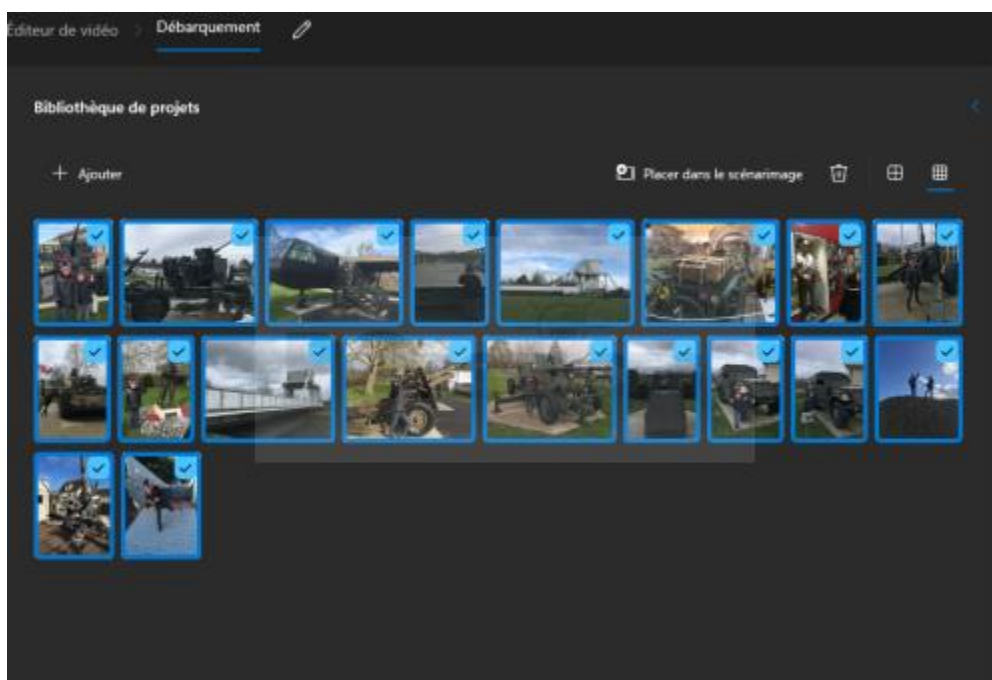 Éditeur de vidéo > Débarquement
Bibliothèque de projets
+ Ajouter
Placer dans le scénarimage